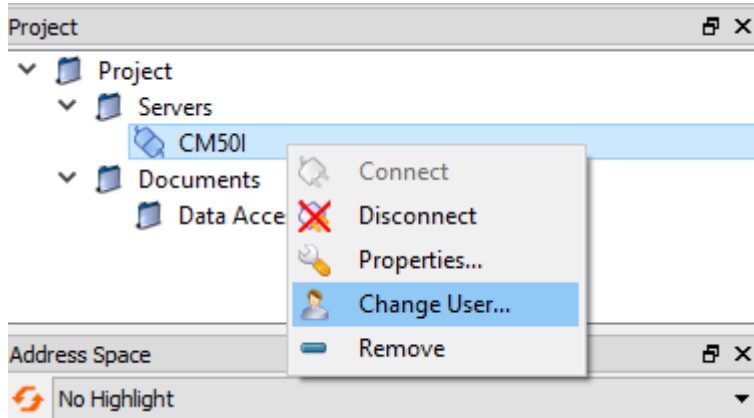 Project
Project
Servers
CM50I
Documents
Data Acce
Connect
Disconnect
Properties...
Change User...
Remove
Address Space
No Highlight